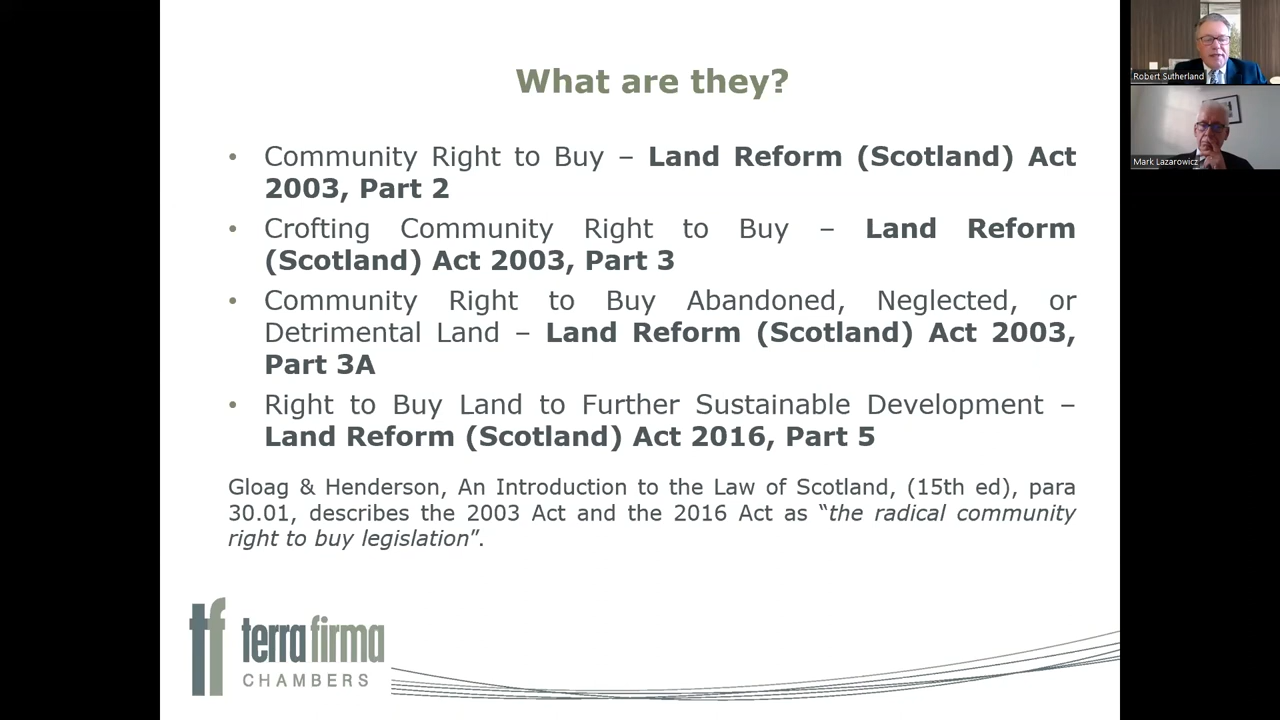 What are they?
• Community Right to Buy – Land Reform (Scotland) Act
2003, Part 2
• Crofting Community Right to Buy – Land Reform
(Scotland) Act 2003, Part 3
• Community Right to Buy Abandoned, Neglected, or
Detrimental Land – Land Reform (Scotland) Act 2003,
Part 3A
• Right to Buy Land to Further Sustainable Development –
Land Reform (Scotland) Act 2016, Part 5
Gloag & Henderson, An Introduction to the Law of Scotland, (15th ed), para
30.01, describes the 2003 Act and the 2016 Act as “the radical community
right to buy legislation”.
tf
terra firma
CHAMBERS
Robert Sutherland
Mark Lazarowicz